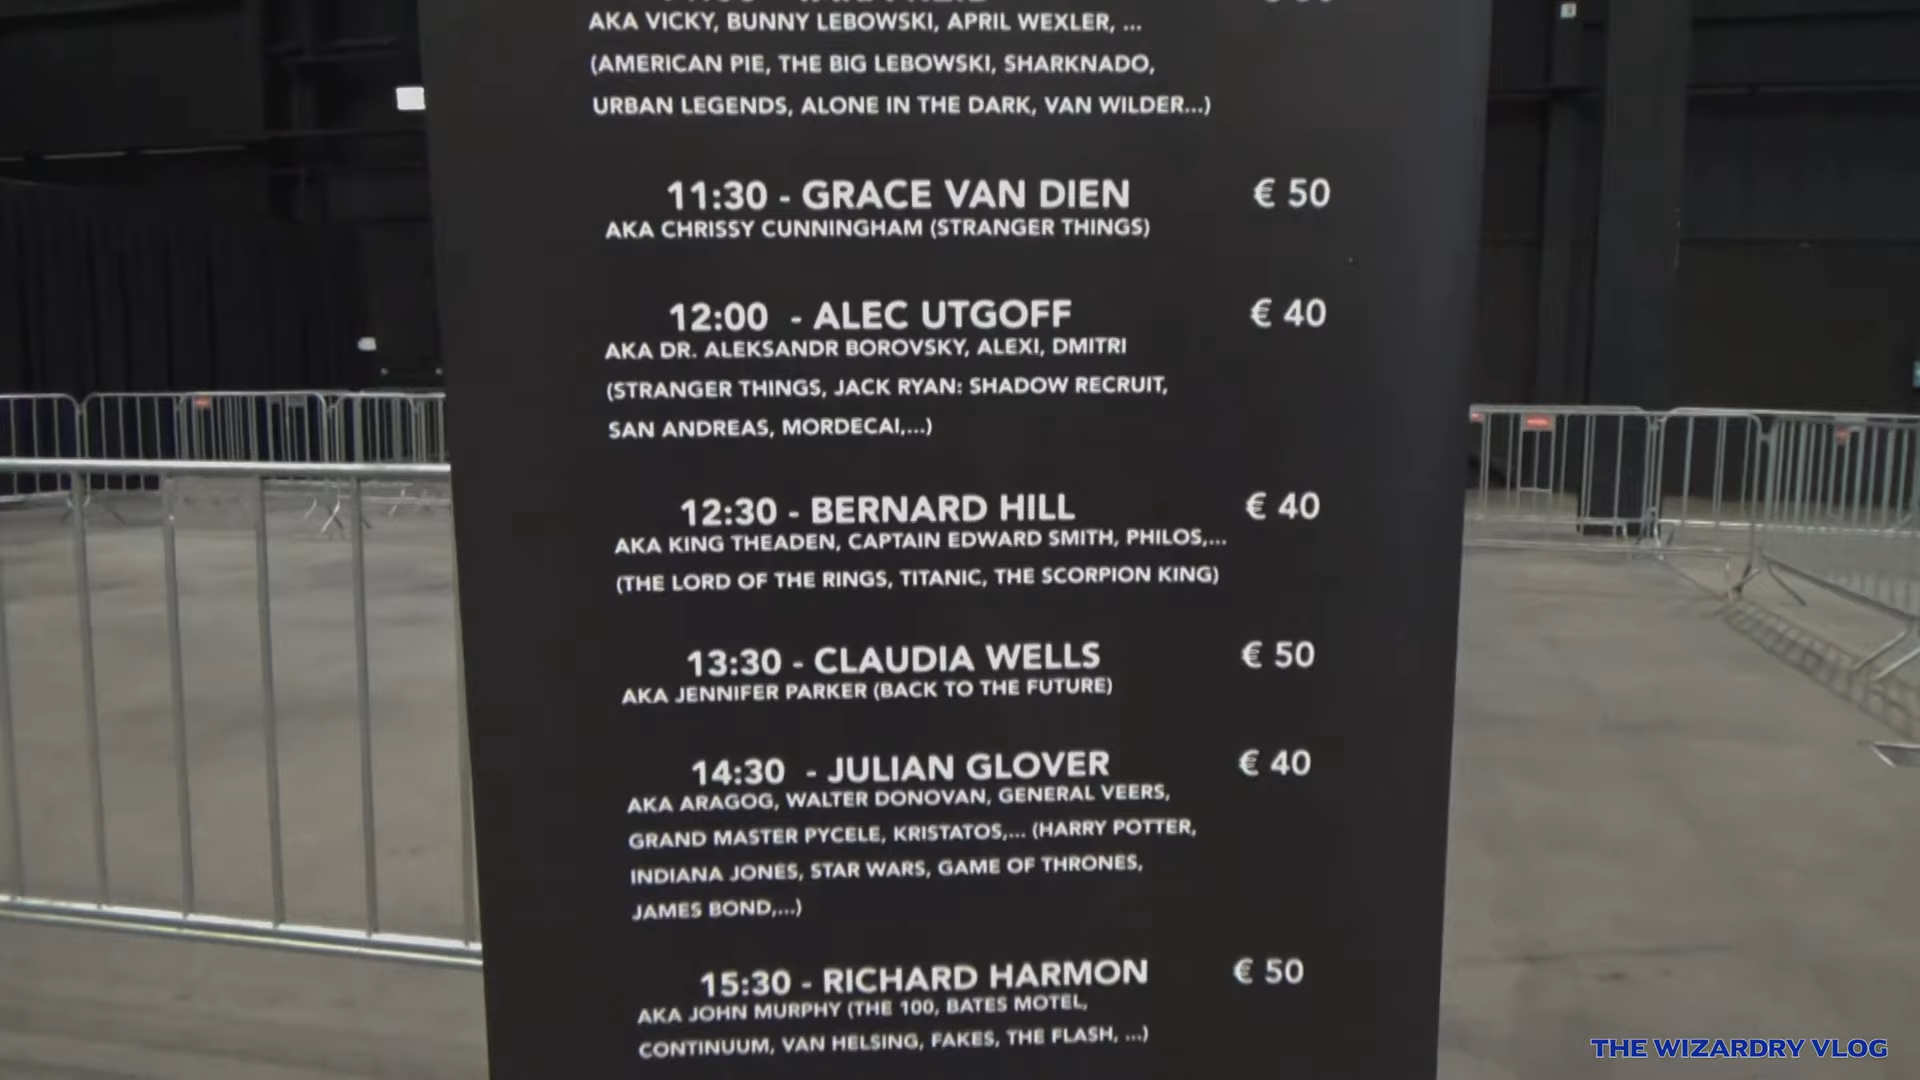 AKA VICKY, BUNNY LEBOWSKI, APRIL WEXLER, ...
(AMERICAN PIE, THE BIG LEBOWSKI, SHARKNADO,
URBAN LEGENDS, ALONE IN THE DARK, VAN WILDER...)
11:30 - GRACE VAN DIEN € 50
AKA CHRISSY CUNNINGHAM (STRANGER THINGS)
12:00 - ALEC UTGOFF € 40
AKA DR. ALEKSANDR BOROVSKY, ALEXI, DMITRI
(STRANGER THINGS, JACK RYAN: SHADOW RECRUIT,
SAN ANDREAS, MORDECAI,...)
12:30 - BERNARD HILL € 40
AKA KING THEADEN, CAPTAIN EDWARD SMITH, PHILOS,...
(THE LORD OF THE RINGS, TITANIC, THE SCORPION KING)
13:30 - CLAUDIA WELLS € 50
AKA JENNIFER PARKER (BACK TO THE FUTURE)
14:30 - JULIAN GLOVER € 40
AKA ARAGOG, WALTER DONOVAN, GENERAL VEERS,
GRAND MASTER PYCELE, KRISTATOS,... (HARRY POTTER,
INDIANA JONES, STAR WARS, GAME OF THRONES,
JAMES BOND,...)
15:30 - RICHARD HARMON € 50
AKA JOHN MURPHY (THE 100, BATES MOTEL,
CONTINUUM, VAN HELSING, FAKES, THE FLASH, ...)
THE WIZARDRY VLOG